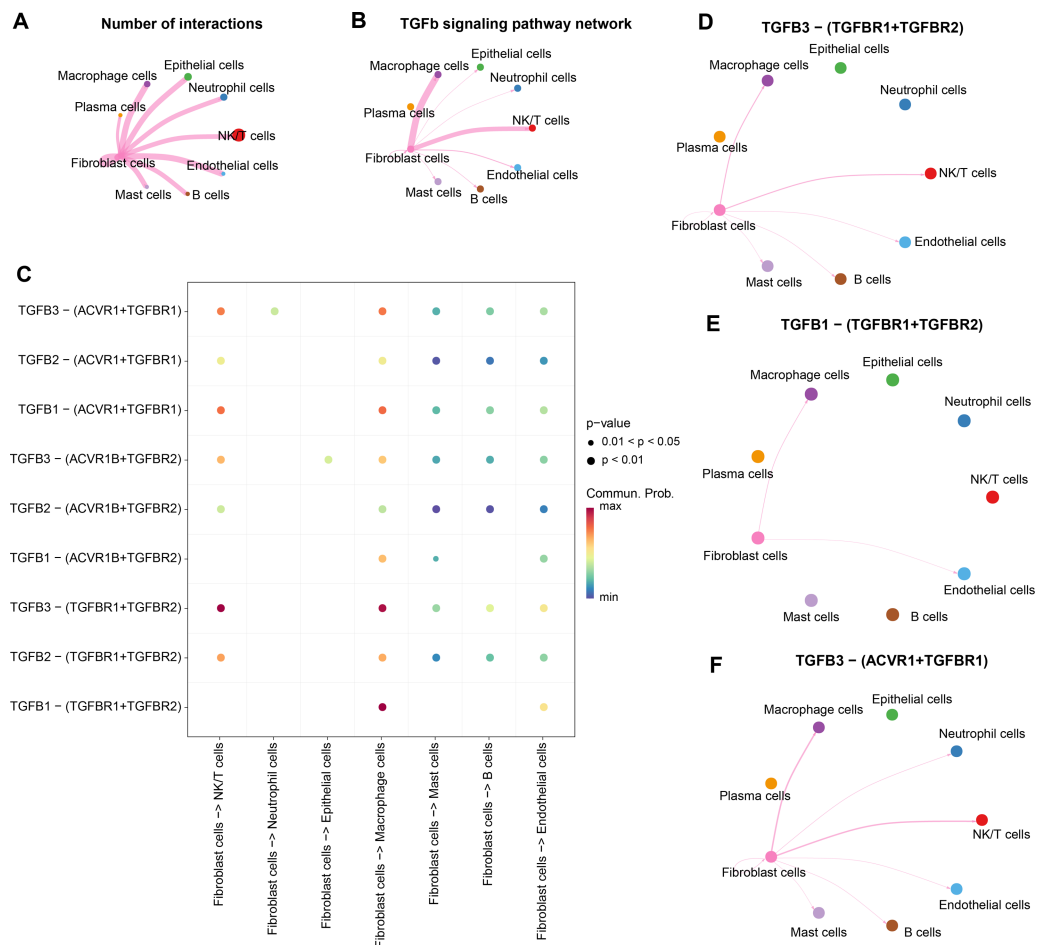 A
Number of interactions
Epithelial cells
Macrophage cells
Neutrophil cells
Plasma cells
NK/T cells
Fibroblast cells
Endothelial cells
Mast cells
B cells
B
TGFb signaling pathway network
Epithelial cells
Macrophage cells
Neutrophil cells
Plasma cells
NK/T cells
Fibroblast cells
Endothelial cells
Mast cells
B cells
C
TGFB3 − (ACVR1+TGFBR1)
TGFB2 − (ACVR1+TGFBR1)
TGFB1 − (ACVR1+TGFBR1)
TGFB3 − (ACVR1B+TGFBR2)
TGFB2 − (ACVR1B+TGFBR2)
TGFB1 − (ACVR1B+TGFBR2)
TGFB3 − (TGFBR1+TGFBR2)
TGFB2 − (TGFBR1+TGFBR2)
TGFB1 − (TGFBR1+TGFBR2)
Fibroblast cells −> NK/T cells
Fibroblast cells −> Neutrophil cells
Fibroblast cells −> Epithelial cells
Fibroblast cells −> Macrophage cells
Fibroblast cells −> Mast cells
Fibroblast cells −> B cells
Fibroblast cells −> Endothelial cells
p−value
0.01 < p < 0.05
p < 0.01
Commun. Prob.
max
min
D
TGFB3 − (TGFBR1+TGFBR2)
Epithelial cells
Macrophage cells
Neutrophil cells
Plasma cells
NK/T cells
Fibroblast cells
Endothelial cells
Mast cells
B cells
E
TGFB1 − (TGFBR1+TGFBR2)
Epithelial cells
Macrophage cells
Neutrophil cells
Plasma cells
NK/T cells
Fibroblast cells
Endothelial cells
Mast cells
B cells
F
TGFB3 − (ACVR1+TGFBR1)
Epithelial cells
Macrophage cells
Neutrophil cells
Plasma cells
NK/T cells
Fibroblast cells
Endothelial cells
Mast cells
B cells